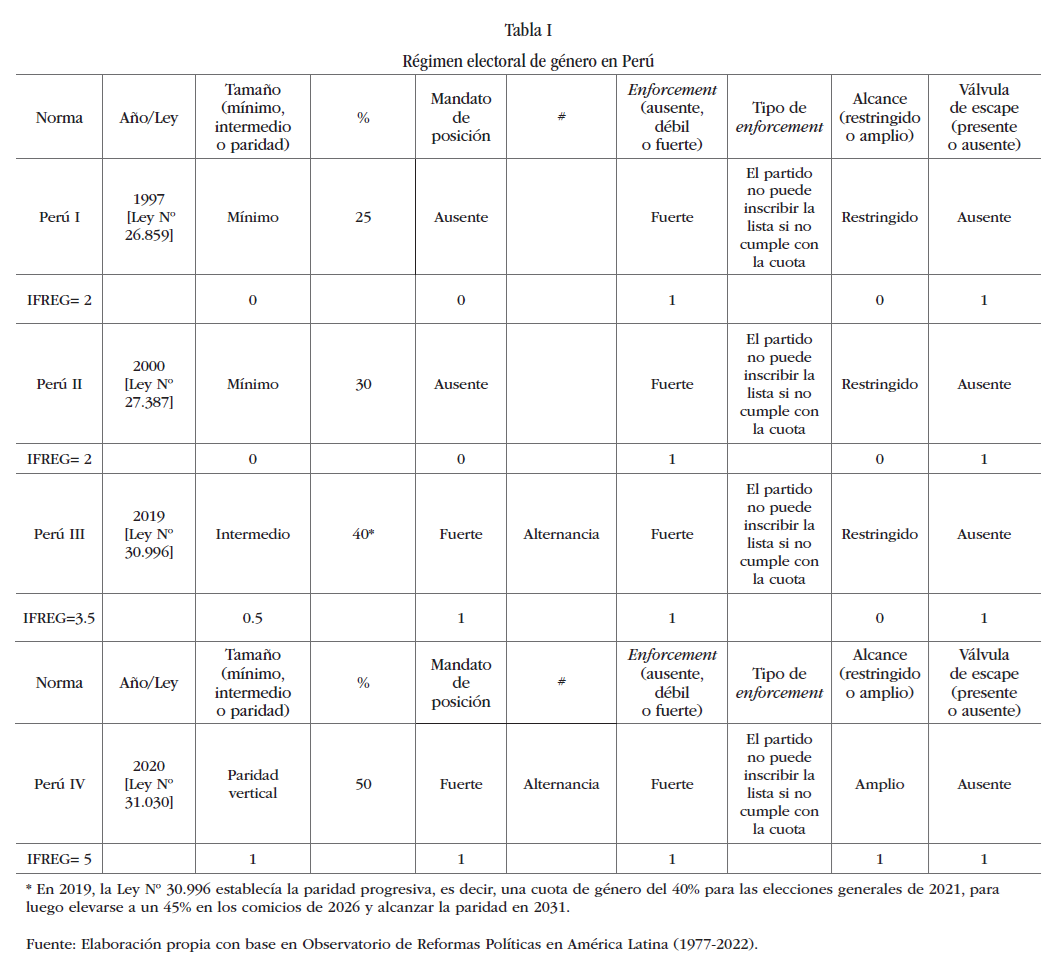 Tabla I
Régimen electoral de género en Perú
Norma
Año/Ley
Tamaño
(mínimo,
intermedio
o paridad)
%
Mandato
de
posición
#
Enforcement
(ausente,
débil
o fuerte)
Tipo de
enforcement
Alcance
(restringido
o amplio)
Válvula
de escape
(presente
o ausente)
Perú I
1997
[Ley Nº
26.859]
Mínimo
25
Ausente
Fuerte
El partido
no puede
inscribir la
lista si no
cumple con
la cuota
Restringido
Ausente
IFREG= 2
0
0
1
0
1
Perú II
2000
[Ley Nº
27.387]
Mínimo
30
Ausente
Fuerte
El partido
no puede
inscribir la
lista si no
cumple con
la cuota
Restringido
Ausente
IFREG= 2
0
0
1
0
1
Perú III
2019
[Ley Nº
30.996]
Intermedio
40*
Fuerte
Alternancia
Fuerte
El partido
no puede
inscribir la
lista si no
cumple con
la cuota
Restringido
Ausente
IFREG=3.5
0.5
1
1
0
1
Norma
Año/Ley
Tamaño
(mínimo,
intermedio
o paridad)
%
Mandato
de
posición
#
Enforcement
(ausente,
débil
o fuerte)
Tipo de
enforcement
Alcance
(restringido
o amplio)
Válvula
de escape
(presente
o ausente)
Perú IV
2020
[Ley Nº
31.030]
Paridad
vertical
50
Fuerte
Alternancia
Fuerte
El partido
no puede
inscribir la
lista si no
cumple con
la cuota
Amplio
Ausente
IFREG= 5
1
1
1
1
1
* En 2019, la Ley Nº 30.996 establecía la paridad progresiva, es decir, una cuota de género del 40% para las elecciones generales de 2021, para
luego elevarse a un 45% en los comicios de 2026 y alcanzar la paridad en 2031.
Fuente: Elaboración propia con base en Observatorio de Reformas Políticas en América Latina (1977-2022).